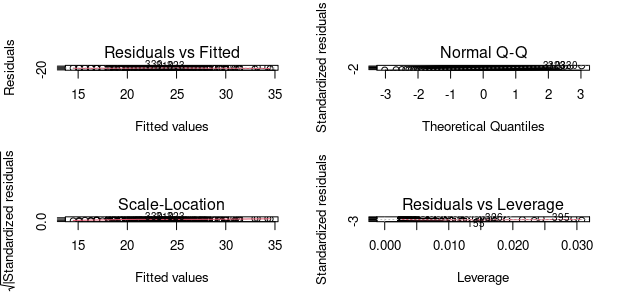 Residuals vs Fitted
Residuals
-20
15 20 25 30 35
Fitted values
Normal Q-Q
Standardized residuals
-2
-3 -2 -1 0 1 2 3
Theoretical Quantiles
Scale-Location
√|Standardized residuals
0.0
15 20 25 30 35
Fitted values
Residuals vs Leverage
Standardized residuals
-3
395
0.000 0.010 0.020 0.030
Leverage